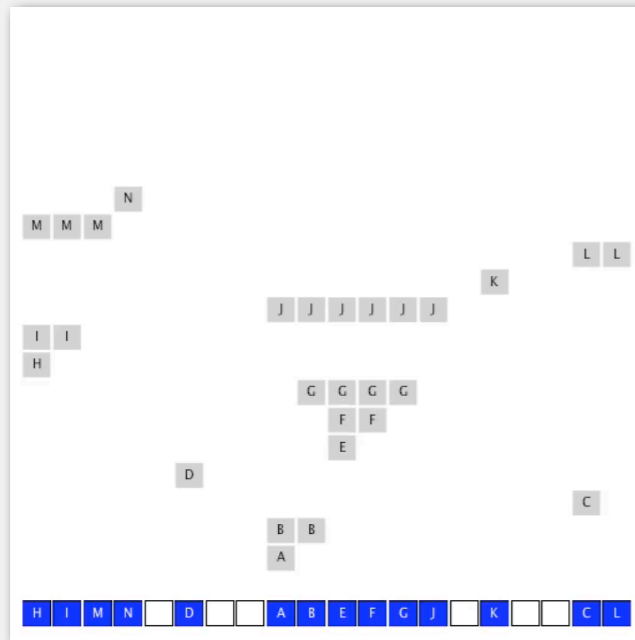 N
M M M
L L
K
J J J J J J
I I
H
G G G G
F F
E
D
C
B B
A
H I M N D A B E F G J K C L